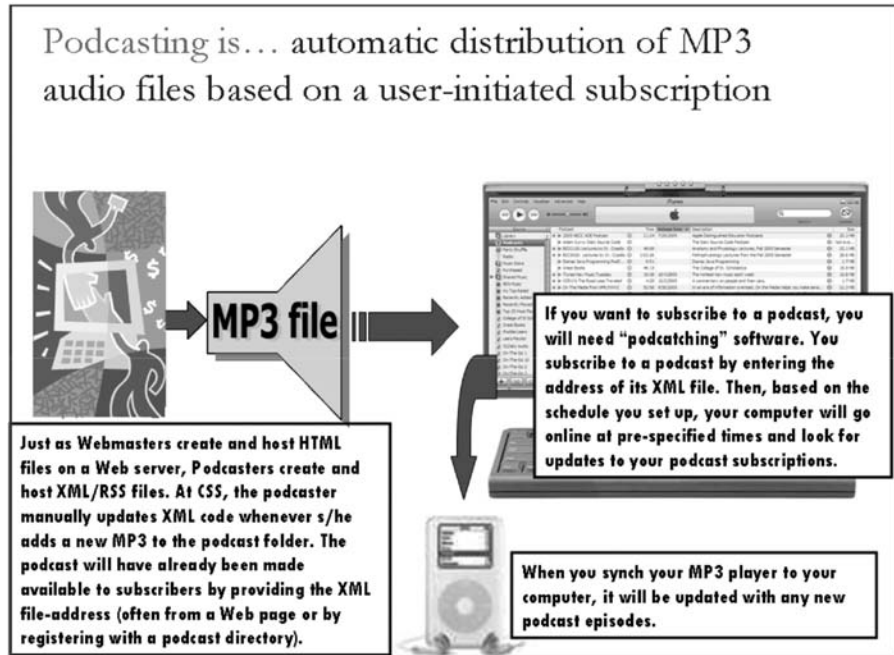 Podcasting is... automatic distribution of MP3
audio files based on a user-initiated subscription
MP3 file
If you want to subscribe to a podcast, you
will need “podcatching” software. You
subscribe to a podcast by entering the
address of its XML file. Then, based on the
schedule you set up, your computer will go
online at pre-specified times and look for
updates to your podcast subscriptions.
Just as Webmasters create and host HTML
files on a Web server, Podcasters create and
host XML/RSS files. At CSS, the podcaster
manually updates XML code whenever s/he
adds a new MP3 to the podcast folder. The
podcast will have already been made
available to subscribers by providing the XML
file-address (often from a Web page or by
registering with a podcast directory).
When you synch your MP3 player to your
computer, it will be updated with any new
podcast episodes.